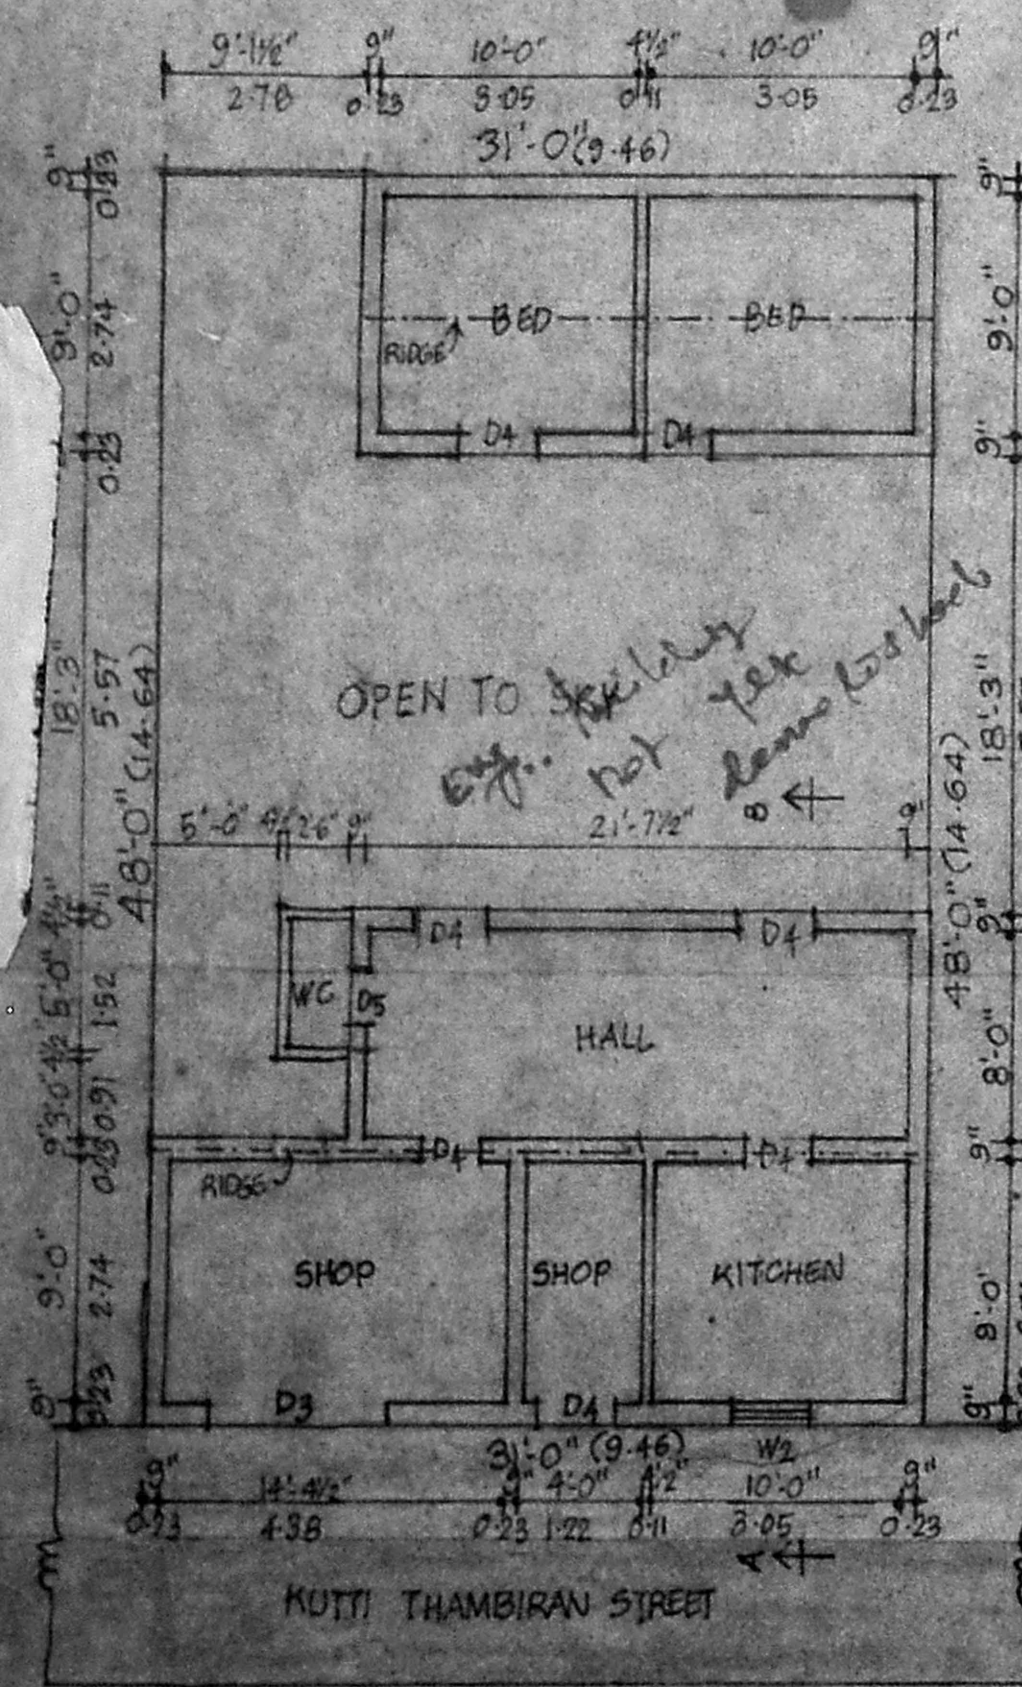 9'-1½" 9" 10'-0" 4½" 10'-0" 9"
2.78 0.23 3.05 0.11 3.05 0.23
31'-0" (9.46)
9" 0.23
9'-0" 2.74
9" 
9'-0"
BED BED
RIDGE
D4 D4
0.23
9"
18'-3" 5.57
48'-0" (14.64)
OPEN TO SKY
not yet
18'-3"
48'-0" (14.64)
B
5'-0" 2'6" 9" 21'-7½" 9"
0.11
5'-0" 1.52
4½"
3'-0" 0.91
9" 0.23
D4 D4
WC D5
HALL
9"
8'-0"
9"
D4 D4
RIDGE
SHOP SHOP KITCHEN
9'-0" 2.74
9" 0.23
9"
D3 D4
31'-0" (9.46) W2
9" 14'-4½" 9" 4'-0" 10'-0" 9"
0.23 4.38 0.23 1.22 0.11 3.05 0.23
A
KUTTI THAMBIRAN STREET